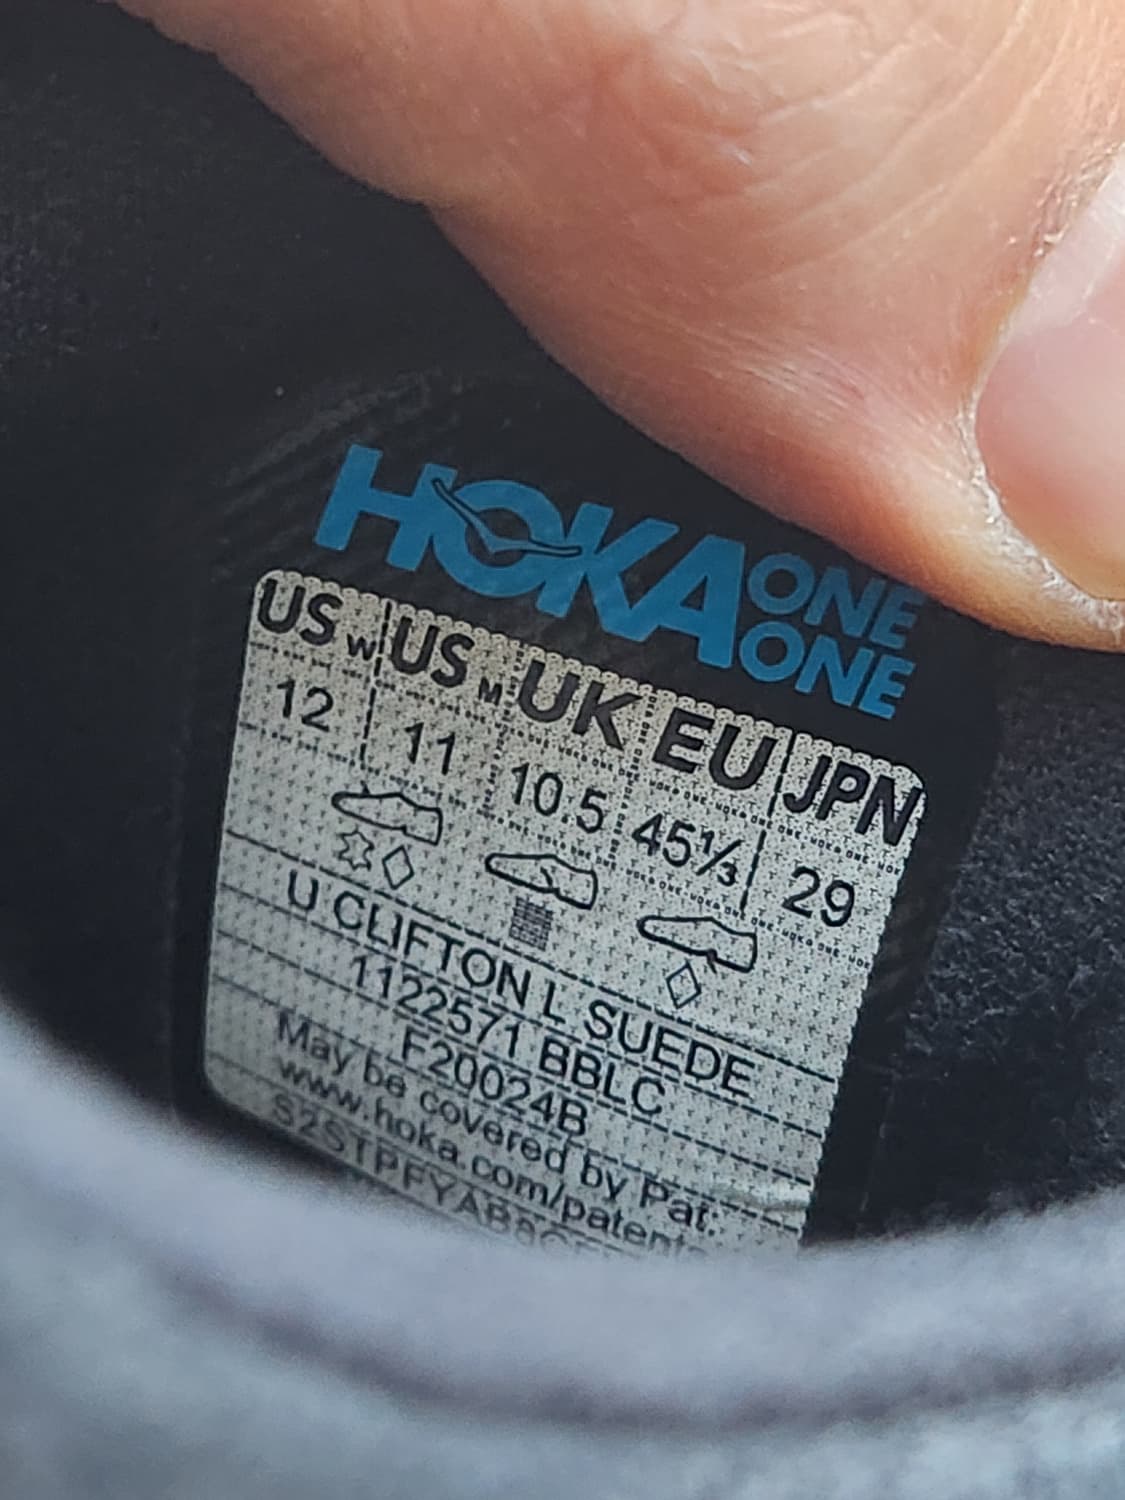 HOKA ONE ONE
US W US M UK EU JPN
12 11 10.5 45⅓ 29
U CLIFTON L SUEDE
1122571 BBLC
F20024B
May be covered by Pat:
www.hoka.com/patents